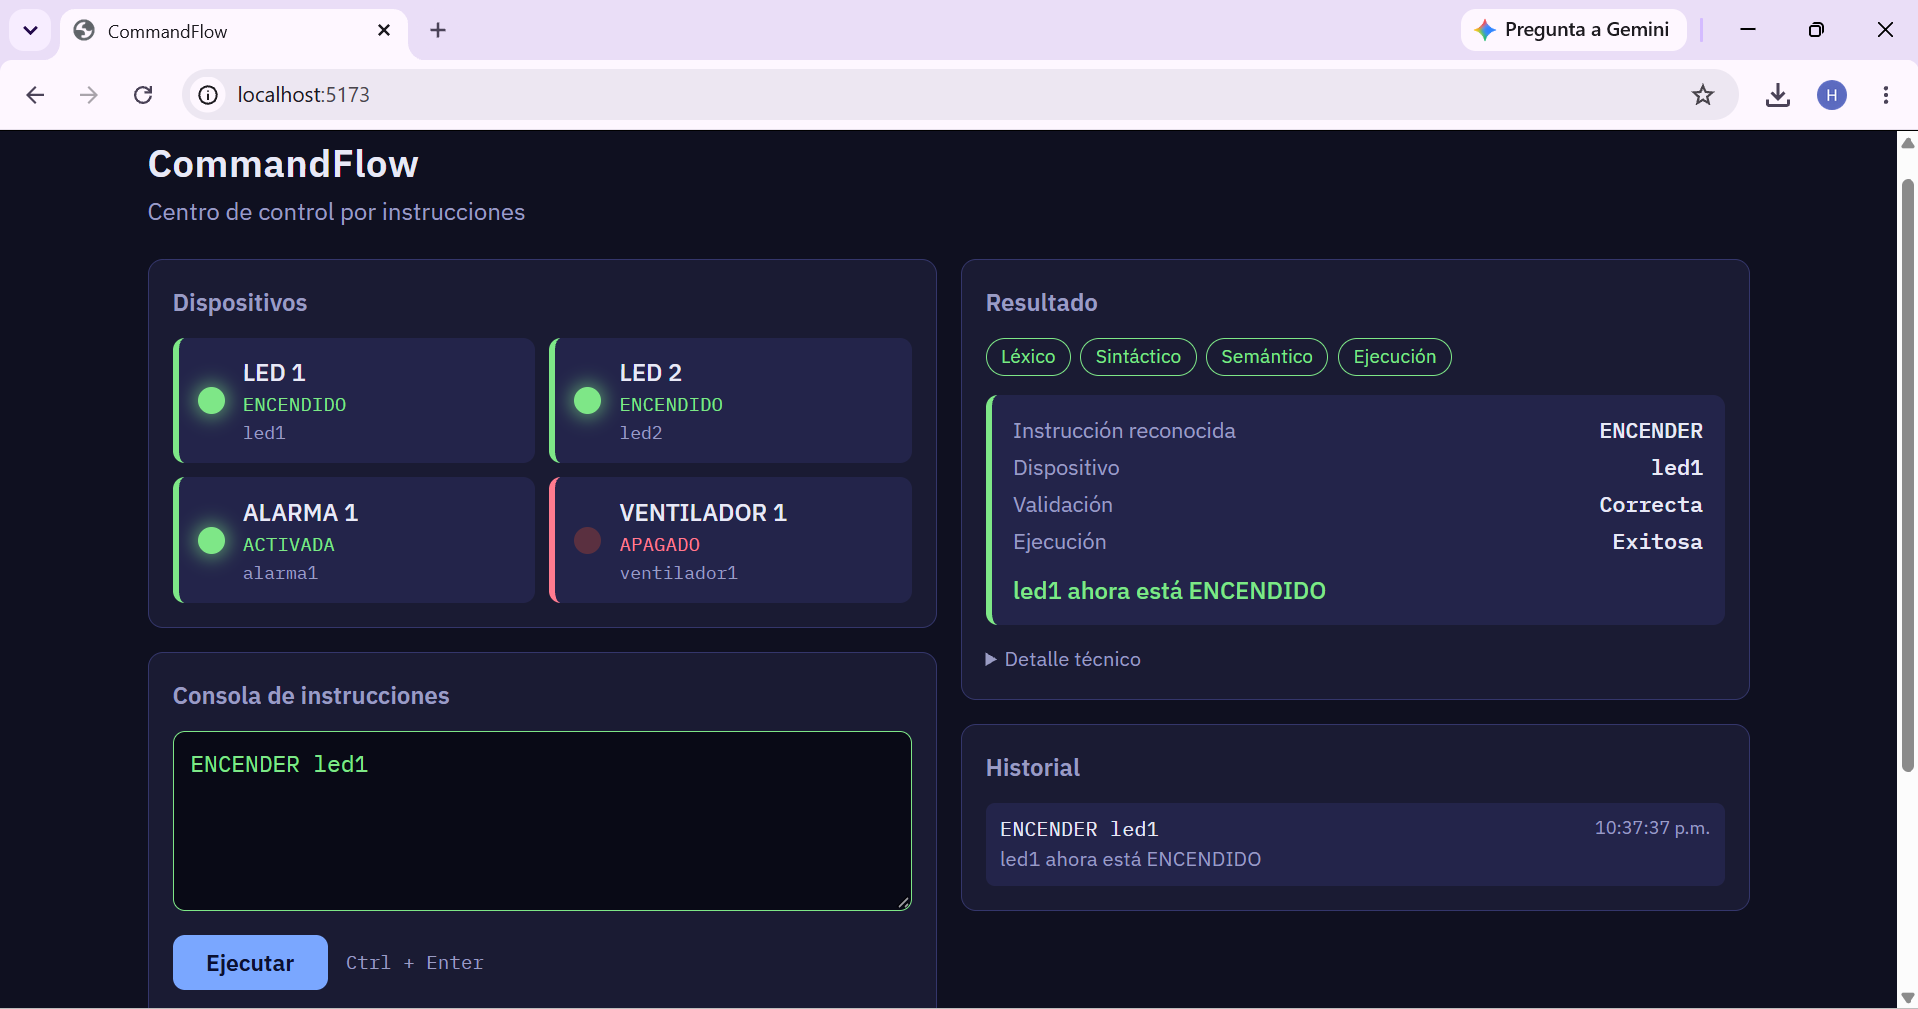 CommandFlow
Pregunta a Gemini
localhost:5173
H
CommandFlow
Centro de control por instrucciones
Dispositivos
LED 1
ENCENDIDO
led1
LED 2
ENCENDIDO
led2
ALARMA 1
ACTIVADA
alarma1
VENTILADOR 1
APAGADO
ventilador1
Consola de instrucciones
ENCENDER led1
Ejecutar
Ctrl + Enter
Resultado
Léxico
Sintáctico
Semántico
Ejecución
Instrucción reconocida ENCENDER
Dispositivo led1
Validación Correcta
Ejecución Exitosa
led1 ahora está ENCENDIDO
Detalle técnico
Historial
ENCENDER led1 10:37:37 p.m.
led1 ahora está ENCENDIDO